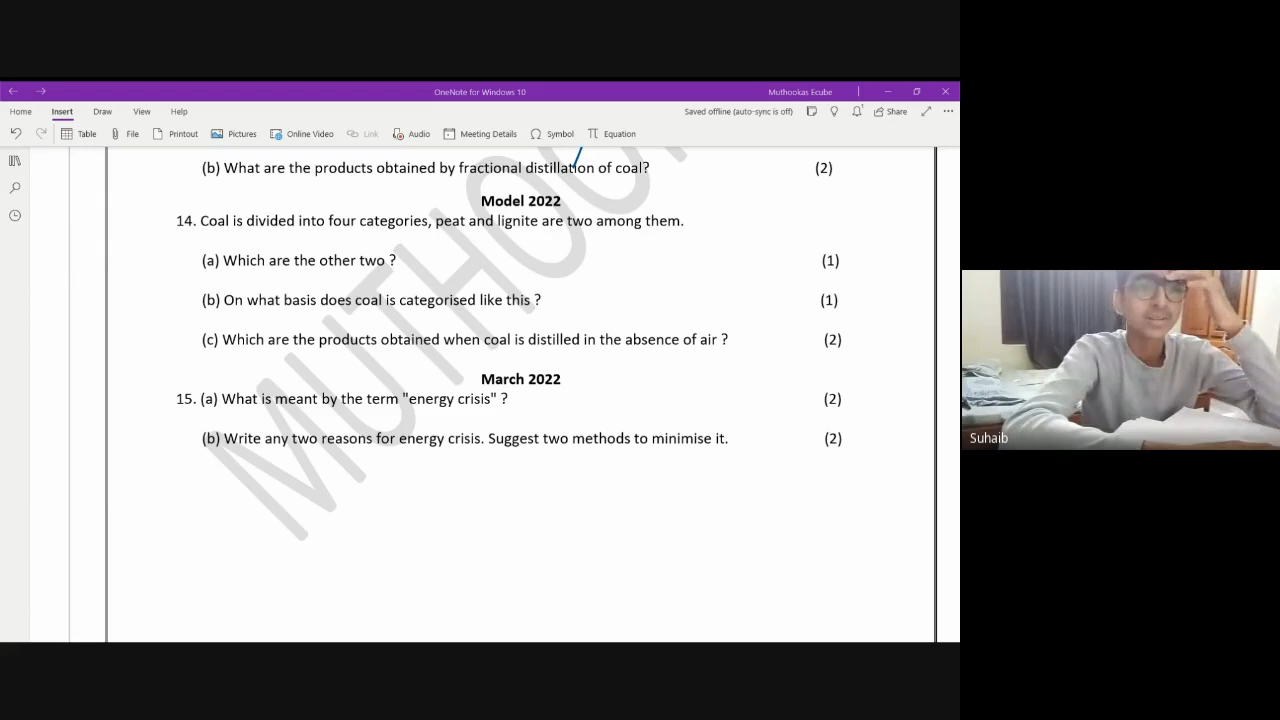 OneNote for Windows 10
Muthookas Ecube
Home Insert Draw View Help
Saved offline (auto-sync is off)
Share
Table File Printout Pictures Online Video Link Audio Meeting Details Symbol Equation
(b) What are the products obtained by fractional distillation of coal? (2)
Model 2022
14. Coal is divided into four categories, peat and lignite are two among them.
(a) Which are the other two ? (1)
(b) On what basis does coal is categorised like this ? (1)
(c) Which are the products obtained when coal is distilled in the absence of air ? (2)
March 2022
15. (a) What is meant by the term "energy crisis" ? (2)
(b) Write any two reasons for energy crisis. Suggest two methods to minimise it. (2)
MUTHOO
Suhaib